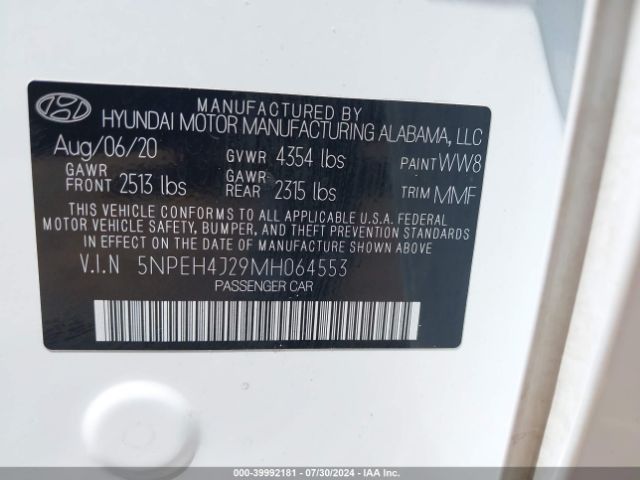 MANUFACTURED BY
HYUNDAI MOTOR MANUFACTURING ALABAMA, LLC
Aug/06/20 GVWR 4354 lbs PAINT WW8
GAWR FRONT 2513 lbs GAWR REAR 2315 lbs TRIM MMF
THIS VEHICLE CONFORMS TO ALL APPLICABLE U.S.A. FEDERAL
MOTOR VEHICLE SAFETY, BUMPER, AND THEFT PREVENTION STANDARDS
IN EFFECT ON THE DATE OF MANUFACTURE SHOWN ABOVE
V.I.N 5NPEH4J29MH064553
PASSENGER CAR
000-39992181 - 07/30/2024 - IAA Inc.